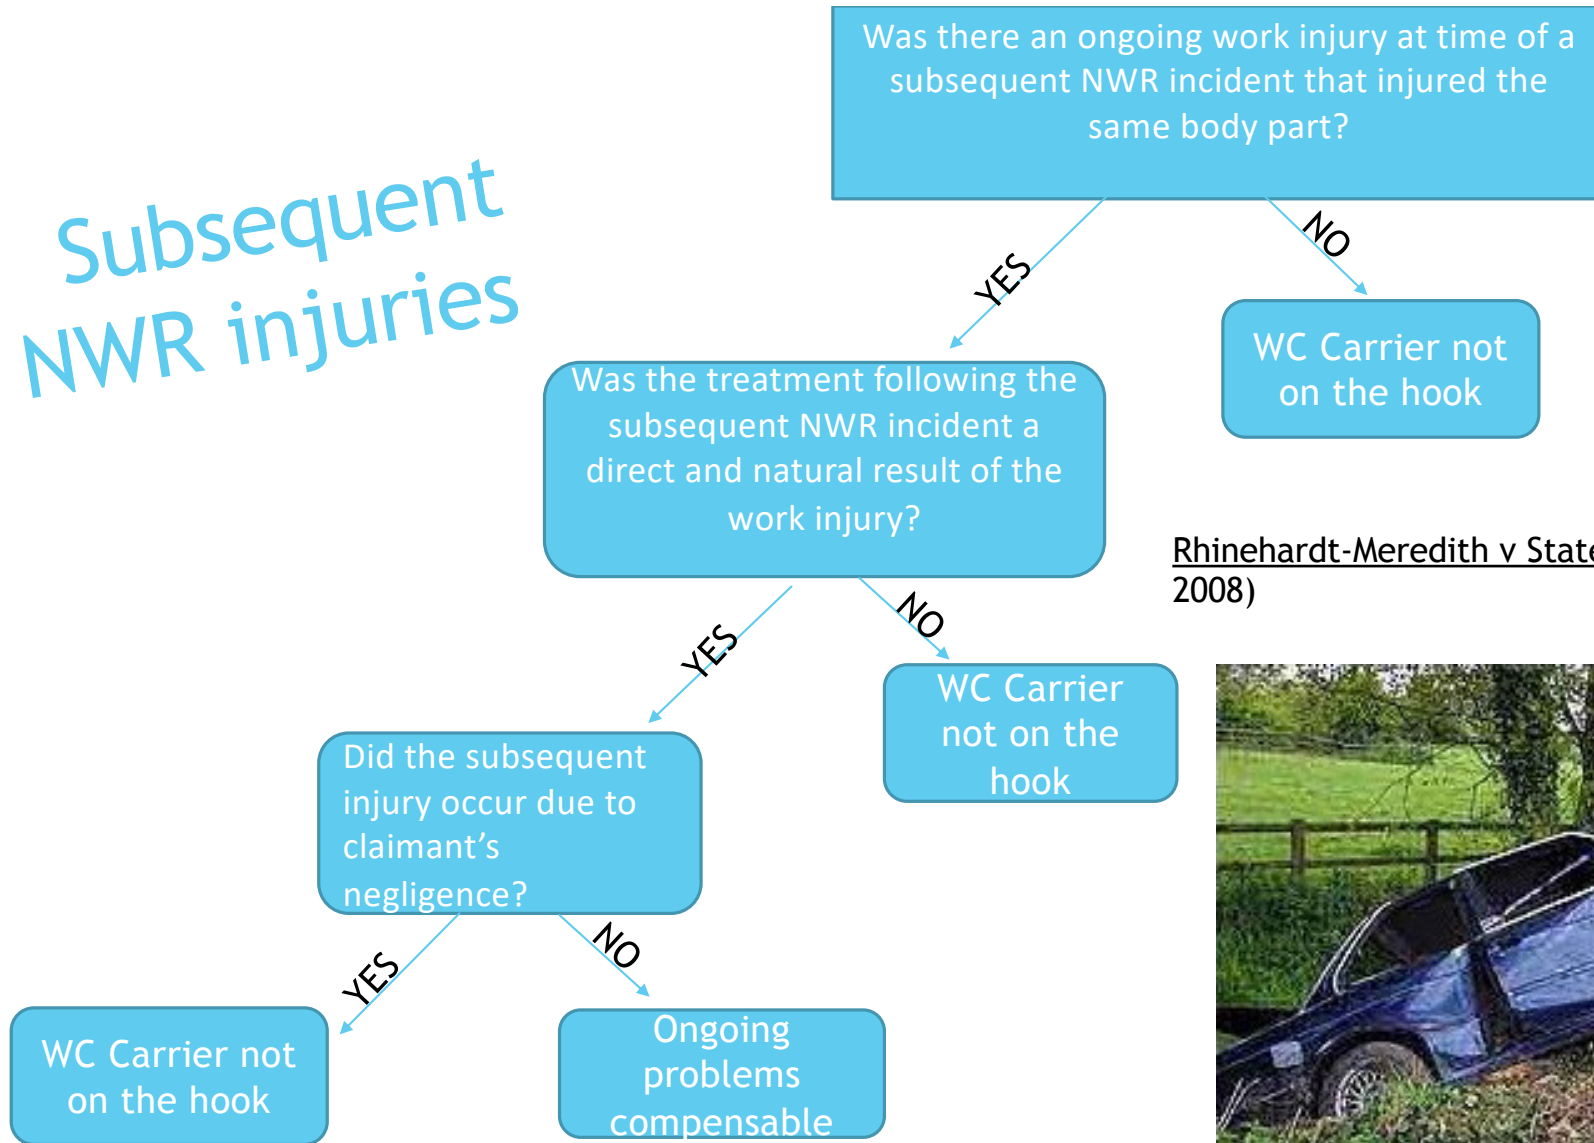 Subsequent
NWR injuries
Was there an ongoing work injury at time of a
subsequent NWR incident that injured the
same body part?
YES
NO
WC Carrier not
on the hook
Was the treatment following the
subsequent NWR incident a
direct and natural result of the
work injury?
Rhinehardt-Meredith v State
2008)
YES
NO
WC Carrier
not on the
hook
Did the subsequent
injury occur due to
claimant’s
negligence?
YES
NO
WC Carrier not
on the hook
Ongoing
problems
compensable